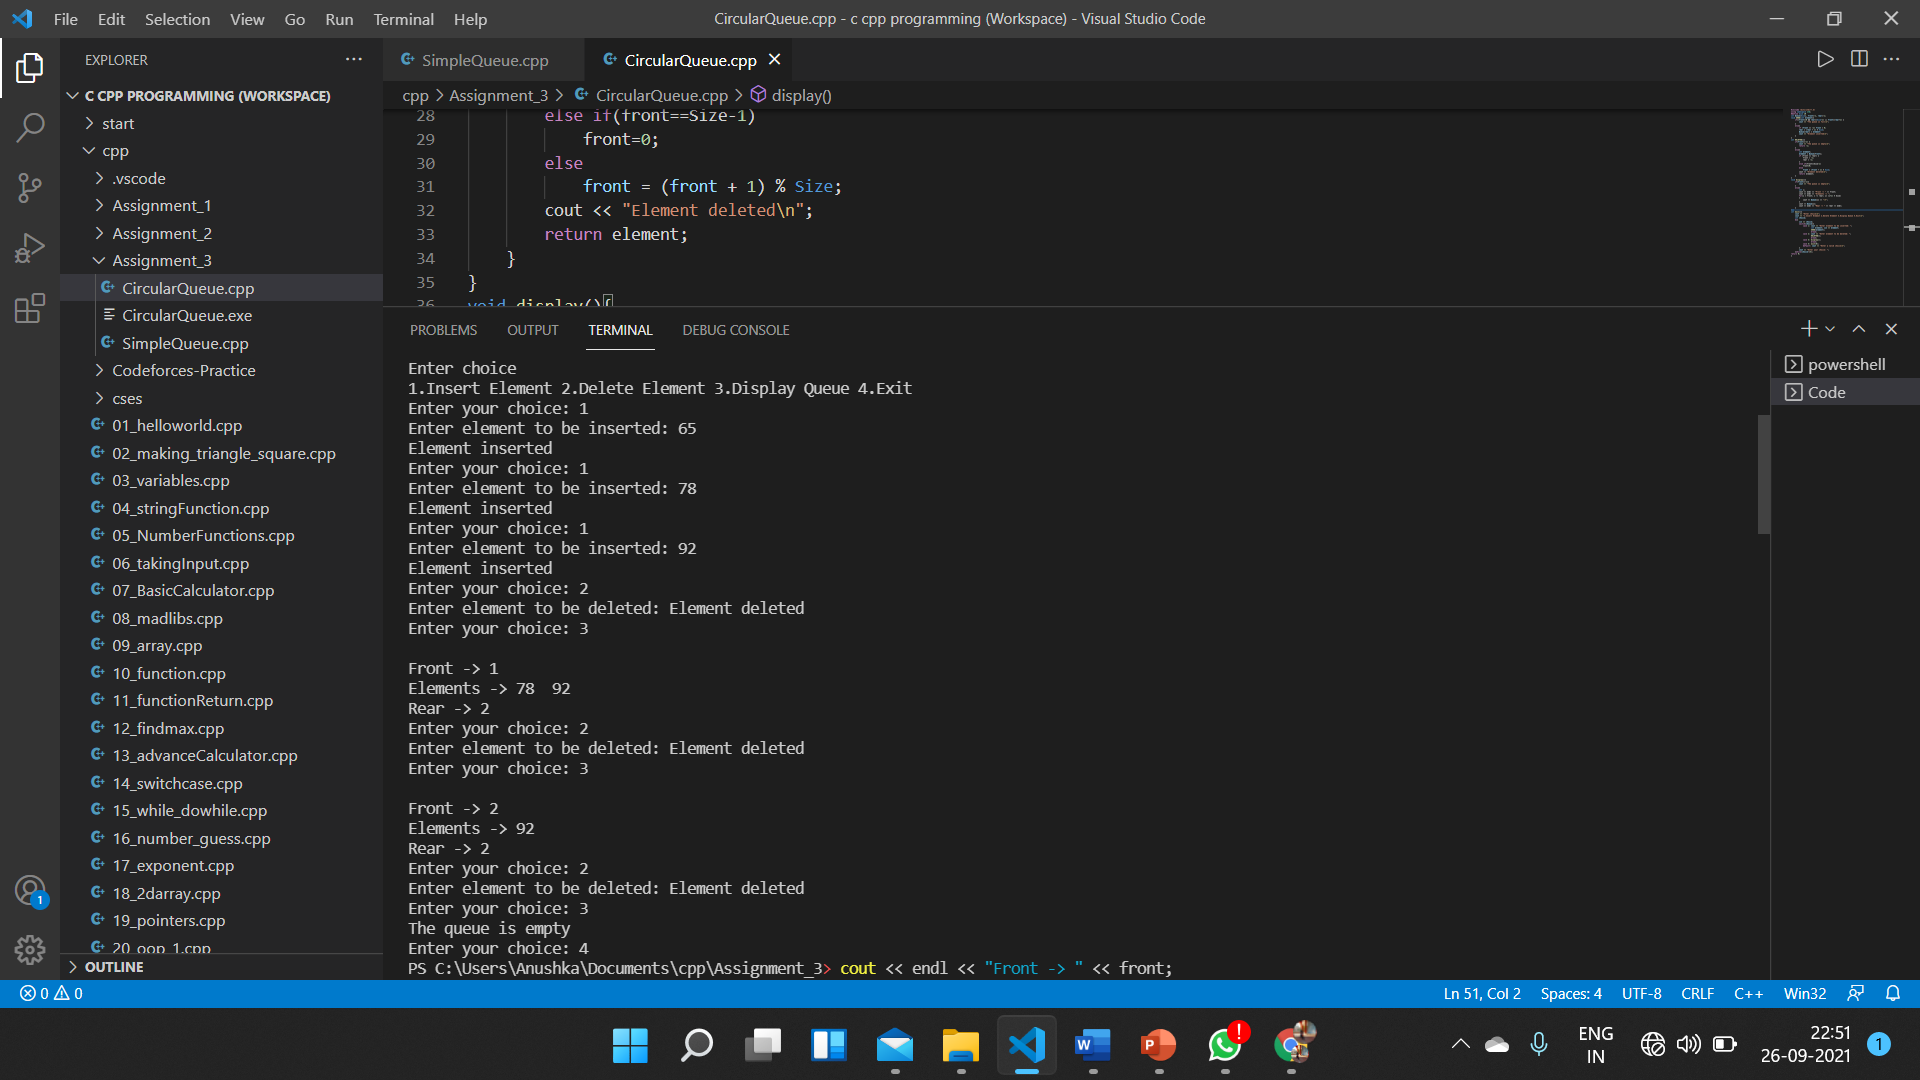 File Edit Selection View Go Run Terminal Help
CircularQueue.cpp - c cpp programming (Workspace) - Visual Studio Code
EXPLORER
C CPP PROGRAMMING (WORKSPACE)
start
cpp
.vscode
Assignment_1
Assignment_2
Assignment_3
CircularQueue.cpp
CircularQueue.exe
SimpleQueue.cpp
Codeforces-Practice
cses
01_helloworld.cpp
02_making_triangle_square.cpp
03_variables.cpp
04_stringFunction.cpp
05_NumberFunctions.cpp
06_takingInput.cpp
07_BasicCalculator.cpp
08_madlibs.cpp
09_array.cpp
10_function.cpp
11_functionReturn.cpp
12_findmax.cpp
13_advanceCalculator.cpp
14_switchcase.cpp
15_while_dowhile.cpp
16_number_guess.cpp
17_exponent.cpp
18_2darray.cpp
19_pointers.cpp
20_oop_1.cpp
OUTLINE
SimpleQueue.cpp
CircularQueue.cpp
cpp > Assignment_3 > CircularQueue.cpp > display()
28 else if(front==Size-1)
29 front=0;
30 else
31 front = (front + 1) % Size;
32 cout << "Element deleted\n";
33 return element;
34 }
35 }
36 void display(){
PROBLEMS OUTPUT TERMINAL DEBUG CONSOLE
powershell
Code
Enter choice
1.Insert Element 2.Delete Element 3.Display Queue 4.Exit
Enter your choice: 1
Enter element to be inserted: 65
Element inserted
Enter your choice: 1
Enter element to be inserted: 78
Element inserted
Enter your choice: 1
Enter element to be inserted: 92
Element inserted
Enter your choice: 2
Enter element to be deleted: Element deleted
Enter your choice: 3
Front -> 1
Elements -> 78  92
Rear -> 2
Enter your choice: 2
Enter element to be deleted: Element deleted
Enter your choice: 3
Front -> 2
Elements -> 92
Rear -> 2
Enter your choice: 2
Enter element to be deleted: Element deleted
Enter your choice: 3
The queue is empty
Enter your choice: 4
PS C:\Users\Anushka\Documents\cpp\Assignment_3> cout << endl << "Front -> " << front;
1
0 0
Ln 51, Col 2 Spaces: 4 UTF-8 CRLF C++ Win32
W
P
!
ENG
IN
22:51
26-09-2021
1